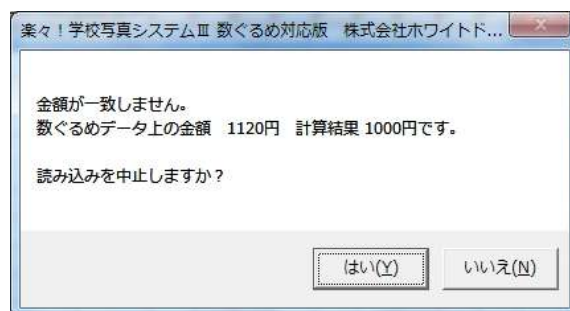 楽々！学校写真システムⅢ 数ぐるめ対応版　株式会社ホワイトド...
金額が一致しません。
数ぐるめデータ上の金額　1120円　計算結果 1000円です。
読み込みを中止しますか？
はい(Y)
いいえ(N)